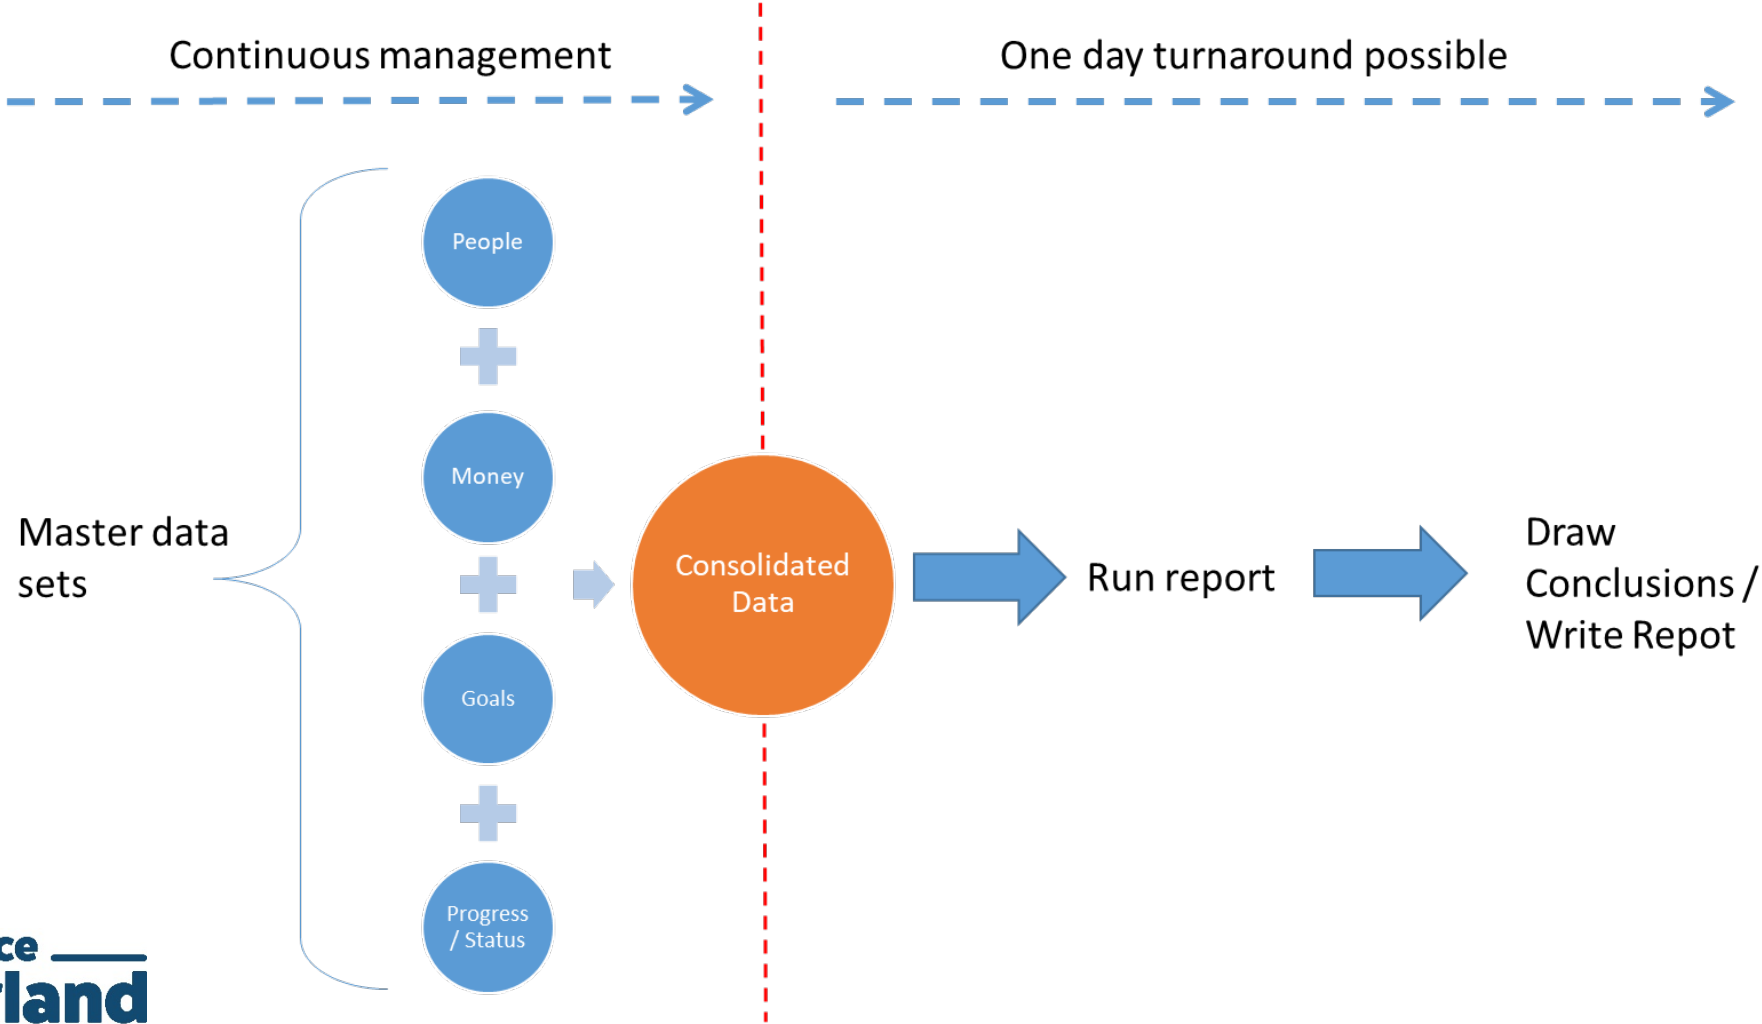 Continuous management
One day turnaround possible
People
Money
Master data
sets
Consolidated
Data
Run report
Draw
Conclusions /
Write Repot
Goals
Progress
/ Status
ce
rland